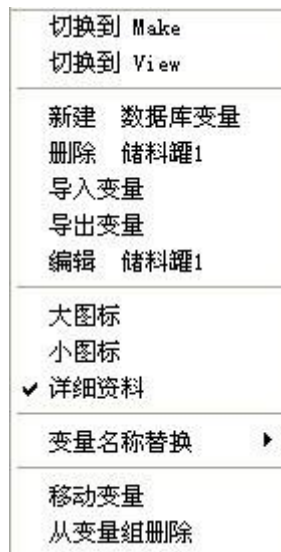 切换到 Make
切换到 View
新建 数据库变量
删除 储料罐1
导入变量
导出变量
编辑 储料罐1
大图标
小图标
详细资料
变量名称替换
移动变量
从变量组删除